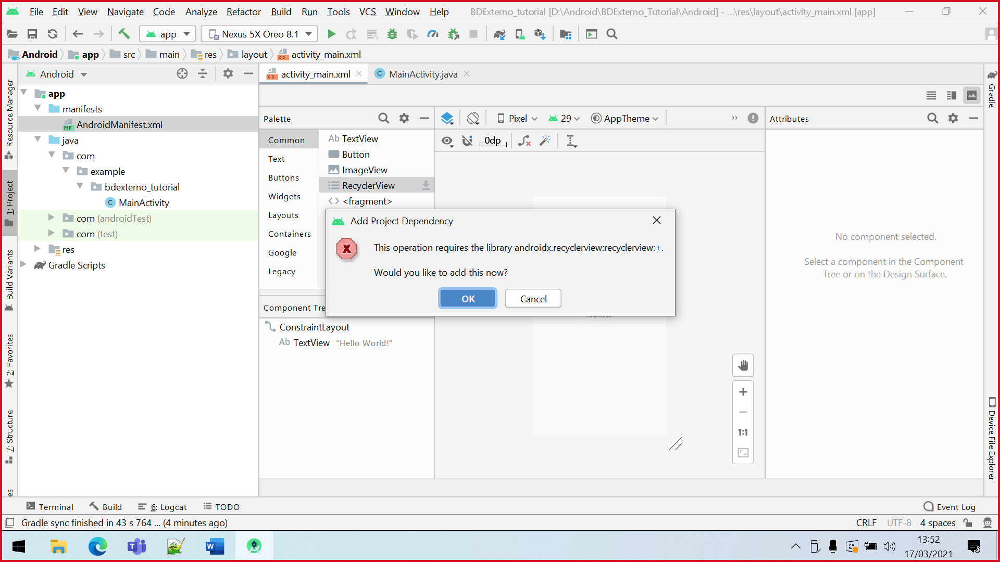 File Edit View Navigate Code Analyze Refactor Build Run Tools VCS Window Help BDExterno_tutorial [D:\Android\BDExterno_Tutorial\Android] - ...\res\layout\activity_main.xml [app]
app Nexus 5X Oreo 8.1
Android app src main res layout activity_main.xml
Android
activity_main.xml MainActivity.java
app
manifests
MF AndroidManifest.xml
java
com
example
bdexterno_tutorial
C MainActivity
com (androidTest)
com (test)
res
Gradle Scripts
Resource Manager
1: Project
Build Variants
2: Favorites
7: Structure
es
Palette
Common
Text
Buttons
Widgets
Layouts
Containers
Google
Legacy
Ab TextView
Button
ImageView
RecyclerView
<fragment>
Pixel 29 AppTheme
0dp
Attributes
No component selected.
Select a component in the Component
Tree or on the Design Surface.
Add Project Dependency
This operation requires the library androidx.recyclerview:recyclerview:+.
Would you like to add this now?
OK Cancel
Hello World!
Component Tre
ConstraintLayout
Ab TextView "Hello World!"
1:1
Gradle
Device File Explorer
Terminal Build 6: Logcat TODO Event Log
Gradle sync finished in 43 s 764 ... (4 minutes ago) CRLF UTF-8 4 spaces
13:52
17/03/2021